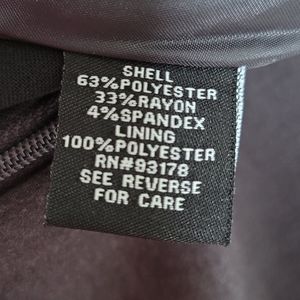 SHELL
63%POLYESTER
33%RAYON
4%SPANDEX
LINING
100%POLYESTER
RN#93178
SEE REVERSE
FOR CARE